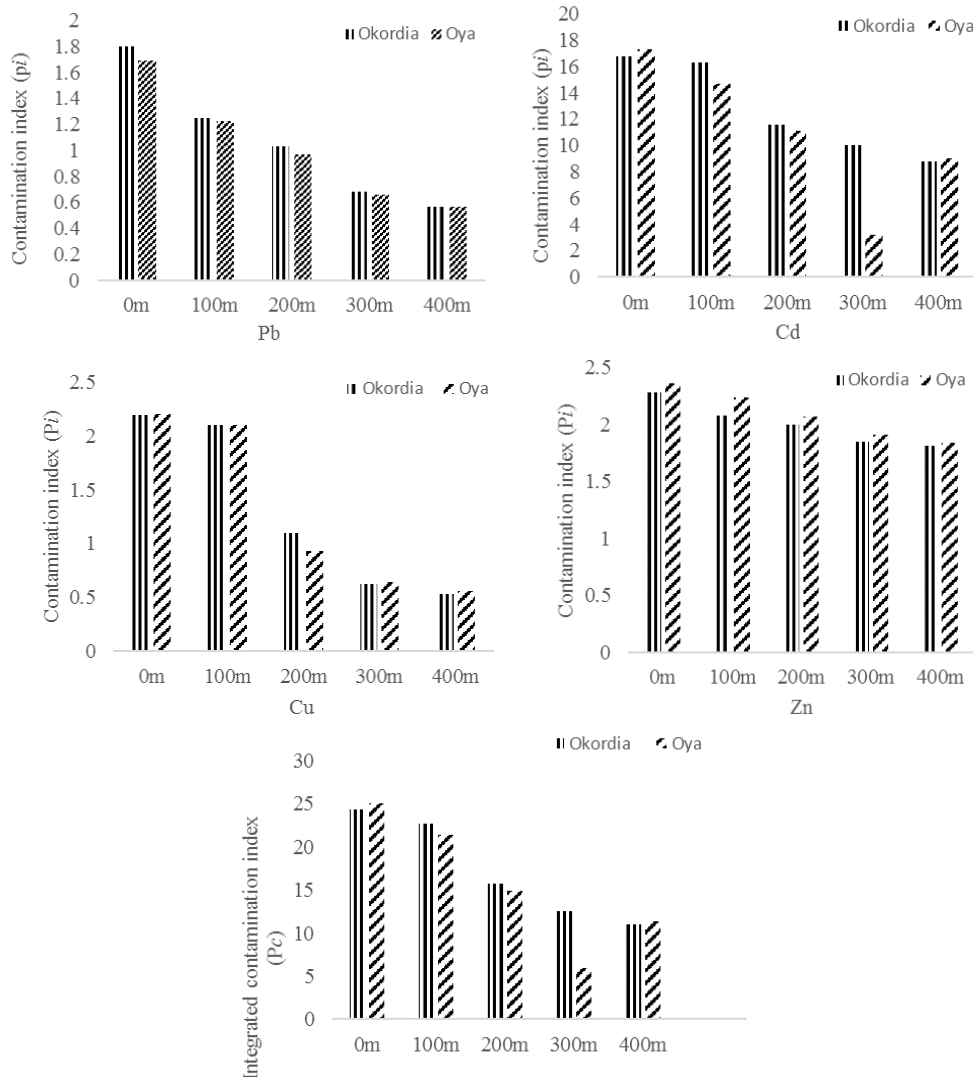 2
1.8
1.6
1.4
1.2
1
0.8
0.6
0.4
0.2
0
Contamination index (pi)
Okordia Oya
0m 100m 200m 300m 400m
Pb
20
18
16
14
12
10
8
6
4
2
0
Contamination index (pi)
Okordia Oya
0m 100m 200m 300m 400m
Cd
2.5
2
1.5
1
0.5
0
Contamination index (Pi)
Okordia Oya
0m 100m 200m 300m 400m
Cu
2.5
2
1.5
1
0.5
0
Contamination index (Pi)
Okordia Oya
0m 100m 200m 300m 400m
Zn
30
25
20
15
10
5
0
Integrated contamination index
(Pc)
Okordia Oya
0m 100m 200m 300m 400m